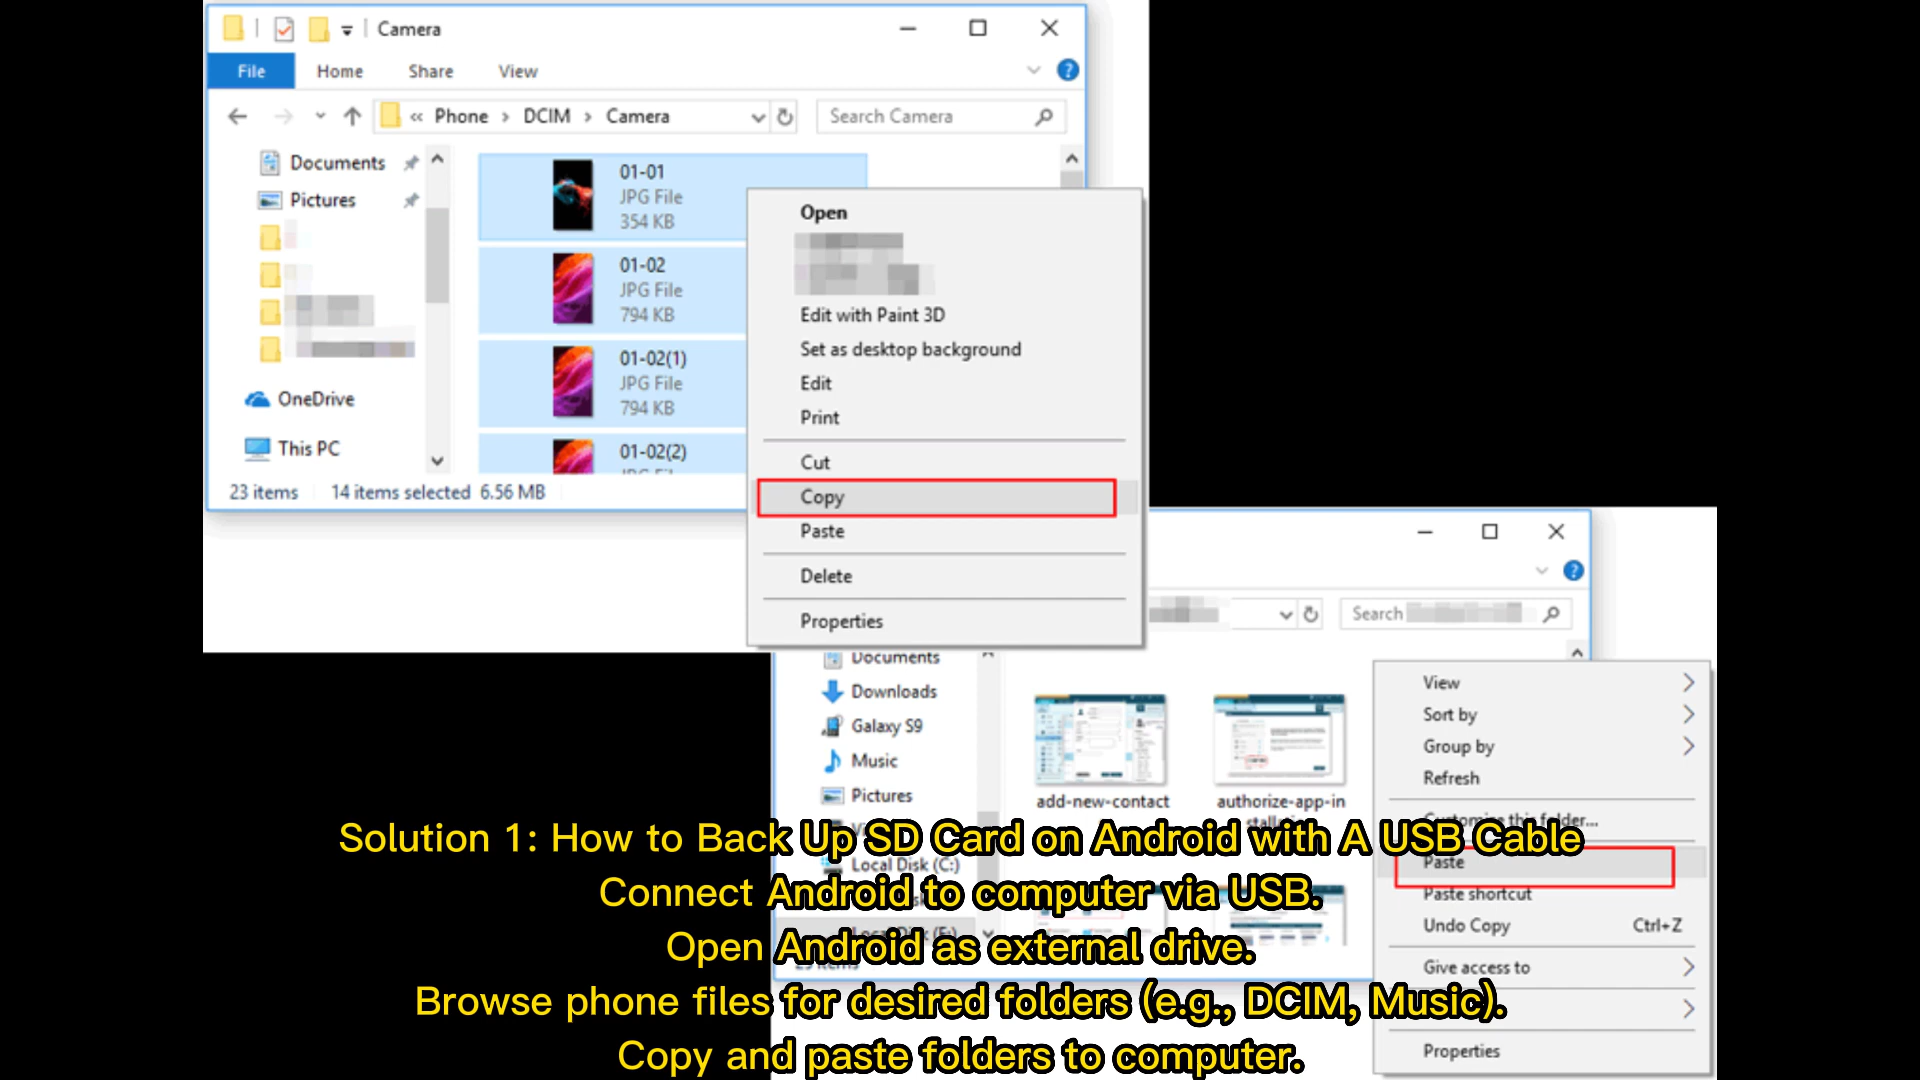 Camera
File Home Share View
« Phone › DCIM › Camera
Search Camera
Documents
Pictures
OneDrive
This PC
01-01
JPG File
354 KB
01-02
JPG File
794 KB
01-02(1)
JPG File
794 KB
01-02(2)
23 items 14 items selected 6.56 MB
Open
Edit with Paint 3D
Set as desktop background
Edit
Print
Cut
Copy
Paste
Delete
Properties
Search
Documents
Downloads
Galaxy S9
Music
Pictures
Local Disk (C:)
add-new-contact
authorize-app-in
View
Sort by
Group by
Refresh
Customise this folder...
Paste
Paste shortcut
Undo Copy Ctrl+Z
Give access to
Properties
Solution 1: How to Back Up SD Card on Android with A USB Cable
Connect Android to computer via USB.
Open Android as external drive.
Browse phone files for desired folders (e.g., DCIM, Music).
Copy and paste folders to computer.